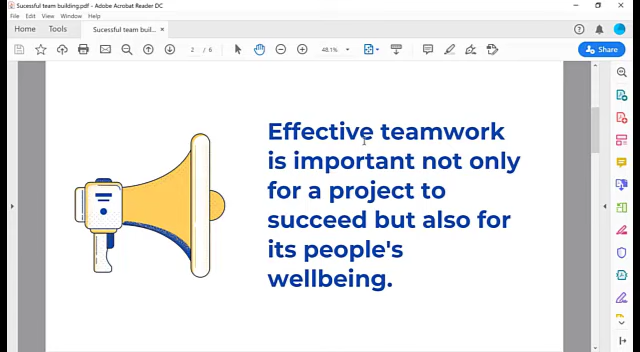 Sucessful team building.pdf - Adobe Acrobat Reader DC
File Edit View Window Help
Home Tools Sucessful team buil... ×
2 / 6 48.1% Share
Effective teamwork
is important not only
for a project to
succeed but also for
its people's
wellbeing.